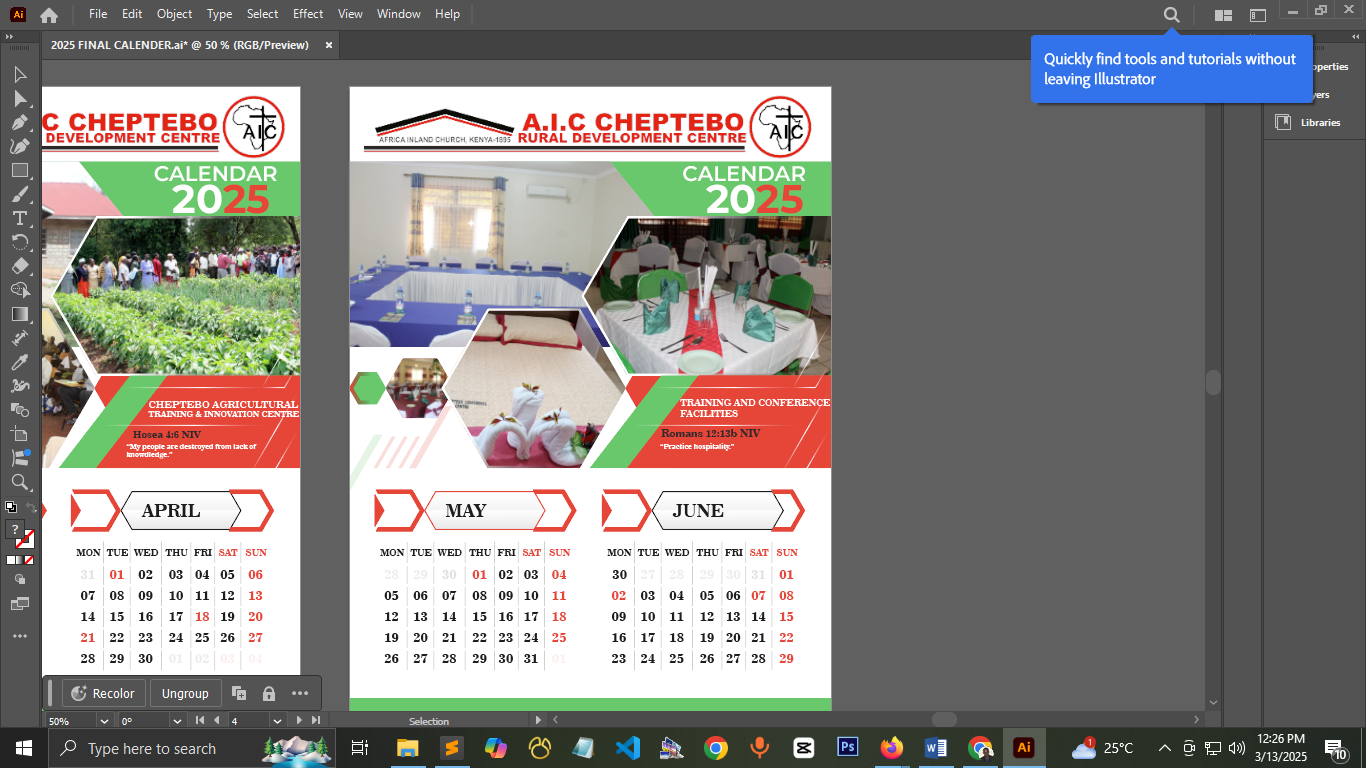 Ai
File Edit Object Type Select Effect View Window Help
2025 FINAL CALENDER.ai* @ 50 % (RGB/Preview) ×
Quickly find tools and tutorials without
leaving Illustrator
operties
yers
Libraries
C CHEPTEBO
DEVELOPMENT CENTRE
AIC
CALENDAR
2025
CHEPTEBO AGRICULTURAL
TRAINING & INNOVATION CENTRE
Hosea 4:6 NIV
"My people are destroyed from lack of
knowledge."
APRIL
MON TUE WED THU FRI SAT SUN
31 01 02 03 04 05 06
07 08 09 10 11 12 13
14 15 16 17 18 19 20
21 22 23 24 25 26 27
28 29 30 01 02 03 04
AFRICA INLAND CHURCH, KENYA-1895
A.I.C CHEPTEBO
RURAL DEVELOPMENT CENTRE
AIC
CALENDAR
2025
TRAINING AND CONFERENCE
FACILITIES
Romans 12:13b NIV
"Practice hospitality."
MAY
MON TUE WED THU FRI SAT SUN
28 29 30 01 02 03 04
05 06 07 08 09 10 11
12 13 14 15 16 17 18
19 20 21 22 23 24 25
26 27 28 29 30 31 01
JUNE
MON TUE WED THU FRI SAT SUN
30 27 28 29 30 31 01
02 03 04 05 06 07 08
09 10 11 12 13 14 15
16 17 18 19 20 21 22
23 24 25 26 27 28 29
Recolor Ungroup
50% 0° 4 Selection
Type here to search
Ps
Ai
1
25°C
12:26 PM
3/13/2025
10